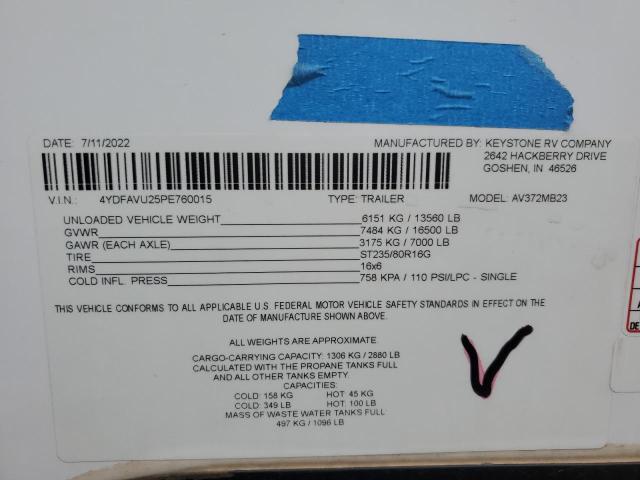 DATE: 7/11/2022 MANUFACTURED BY: KEYSTONE RV COMPANY
2642 HACKBERRY DRIVE
GOSHEN, IN 46526
V.I.N.: 4YDFAVU25PE760015 TYPE: TRAILER MODEL: AV372MB23
UNLOADED VEHICLE WEIGHT 6151 KG / 13560 LB
GVWR 7484 KG / 16500 LB
GAWR (EACH AXLE) 3175 KG / 7000 LB
TIRE ST235/80R16G
RIMS 16x6
COLD INFL. PRESS 758 KPA / 110 PSI/LPC - SINGLE
THIS VEHICLE CONFORMS TO ALL APPLICABLE U.S. FEDERAL MOTOR VEHICLE SAFETY STANDARDS IN EFFECT ON THE
DATE OF MANUFACTURE SHOWN ABOVE.
ALL WEIGHTS ARE APPROXIMATE
CARGO-CARRYING CAPACITY: 1306 KG / 2880 LB
CALCULATED WITH THE PROPANE TANKS FULL
AND ALL OTHER TANKS EMPTY.
CAPACITIES:
COLD: 158 KG HOT: 45 KG
COLD: 349 LB HOT: 100 LB
MASS OF WASTE WATER TANKS FULL
497 KG / 1096 LB
V